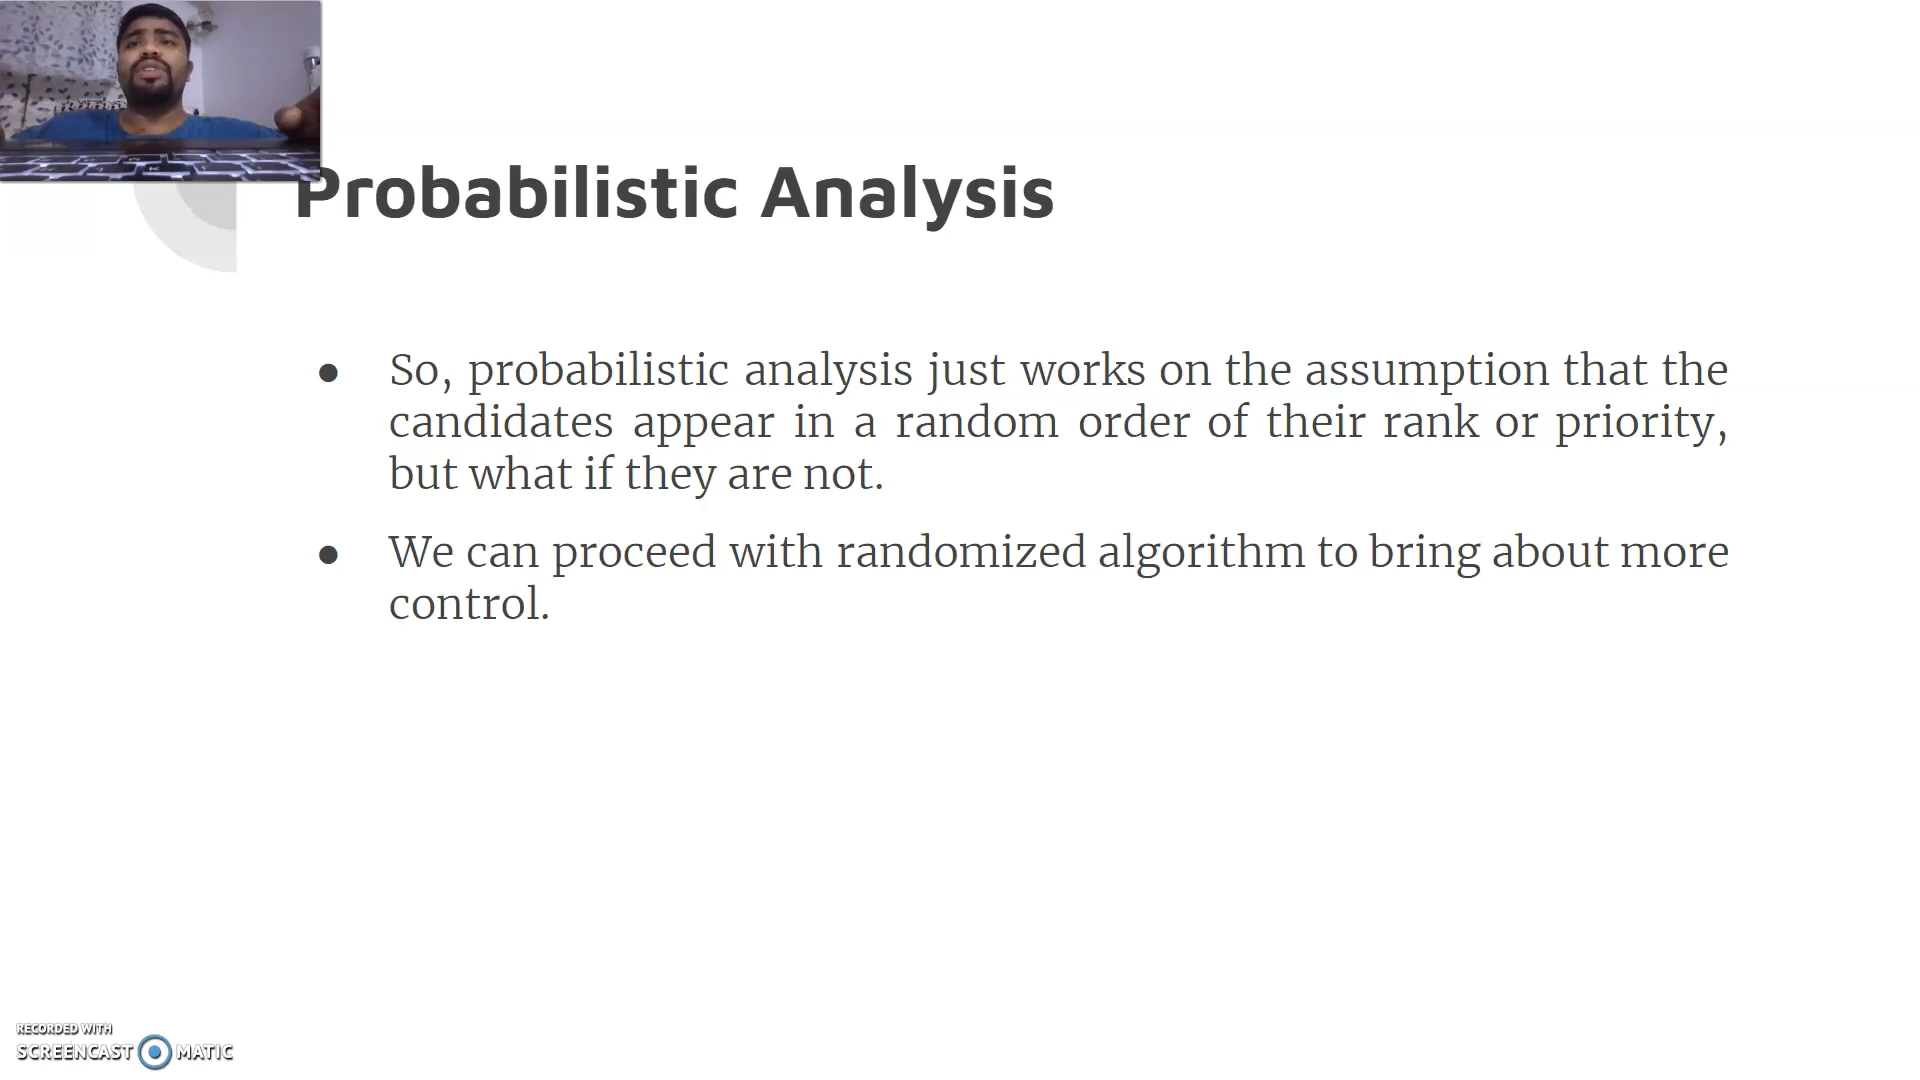 Probabilistic Analysis
● So, probabilistic analysis just works on the assumption that the
candidates appear in a random order of their rank or priority,
but what if they are not.
● We can proceed with randomized algorithm to bring about more
control.
RECORDED WITH
SCREENCAST MATIC